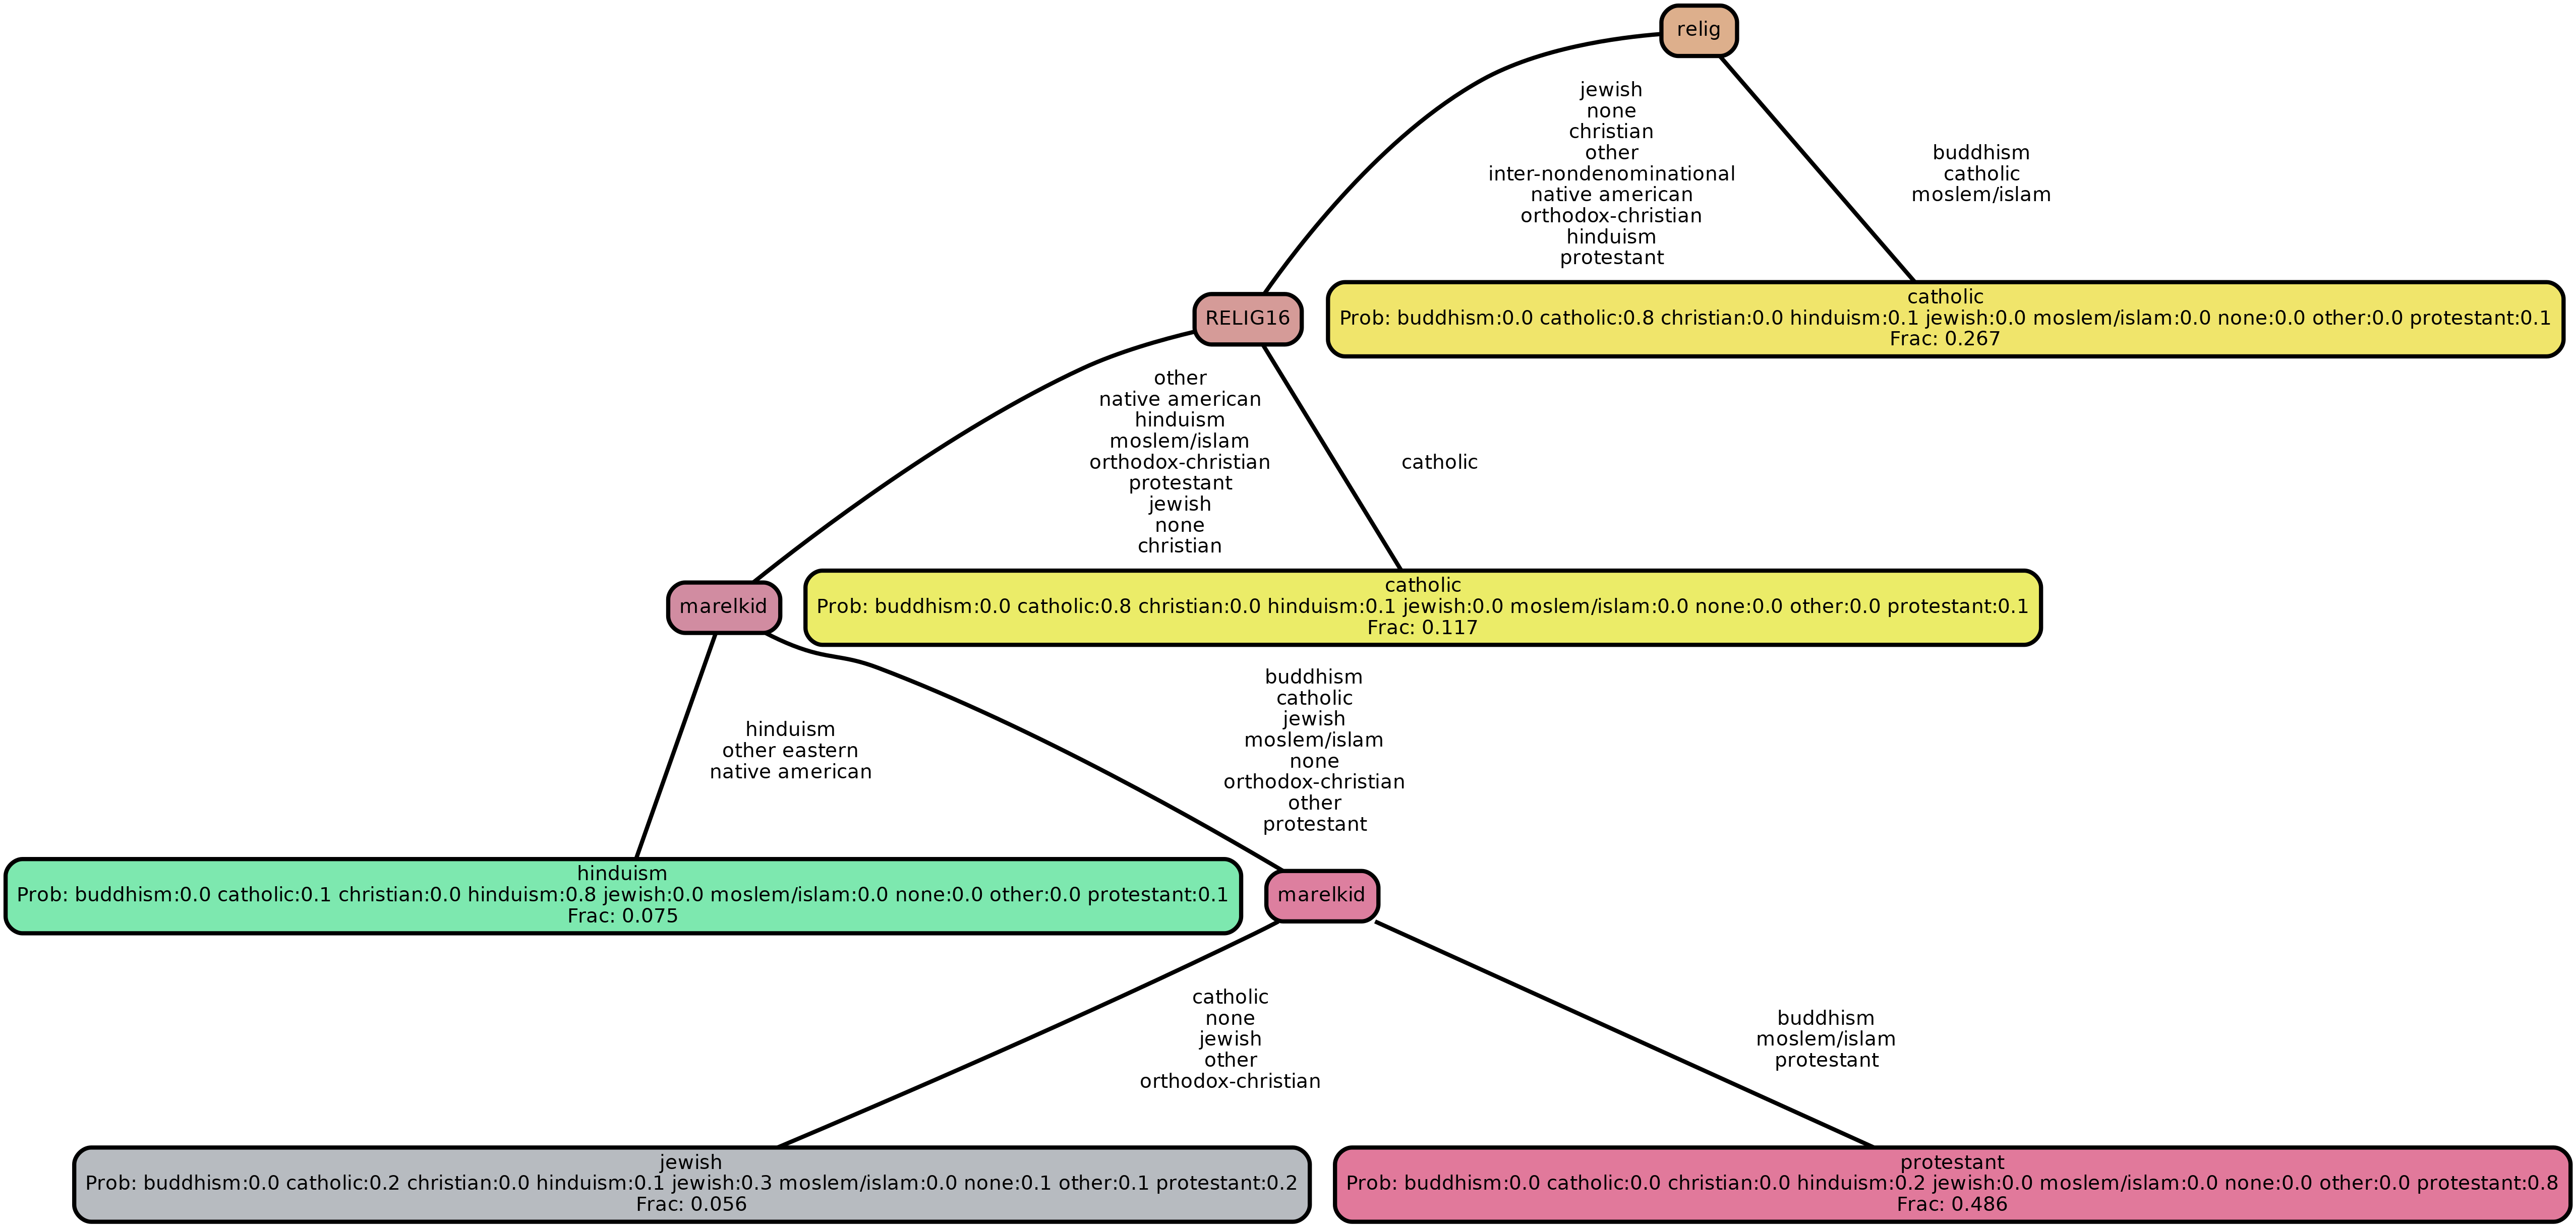 relig
jewish
none
christian
other
inter-nondenominational
native american
orthodox-christian
hinduism
protestant
buddhism
catholic
moslem/islam
RELIG16
catholic
Prob: buddhism:0.0 catholic:0.8 christian:0.0 hinduism:0.1 jewish:0.0 moslem/islam:0.0 none:0.0 other:0.0 protestant:0.1
Frac: 0.267
other
native american
hinduism
moslem/islam
orthodox-christian
protestant
jewish
none
christian
catholic
marelkid
catholic
Prob: buddhism:0.0 catholic:0.8 christian:0.0 hinduism:0.1 jewish:0.0 moslem/islam:0.0 none:0.0 other:0.0 protestant:0.1
Frac: 0.117
hinduism
other eastern
native american
buddhism
catholic
jewish
moslem/islam
none
orthodox-christian
other
protestant
hinduism
Prob: buddhism:0.0 catholic:0.1 christian:0.0 hinduism:0.8 jewish:0.0 moslem/islam:0.0 none:0.0 other:0.0 protestant:0.1
Frac: 0.075
marelkid
catholic
none
jewish
other
orthodox-christian
buddhism
moslem/islam
protestant
jewish
Prob: buddhism:0.0 catholic:0.2 christian:0.0 hinduism:0.1 jewish:0.3 moslem/islam:0.0 none:0.1 other:0.1 protestant:0.2
Frac: 0.056
protestant
Prob: buddhism:0.0 catholic:0.0 christian:0.0 hinduism:0.2 jewish:0.0 moslem/islam:0.0 none:0.0 other:0.0 protestant:0.8
Frac: 0.486